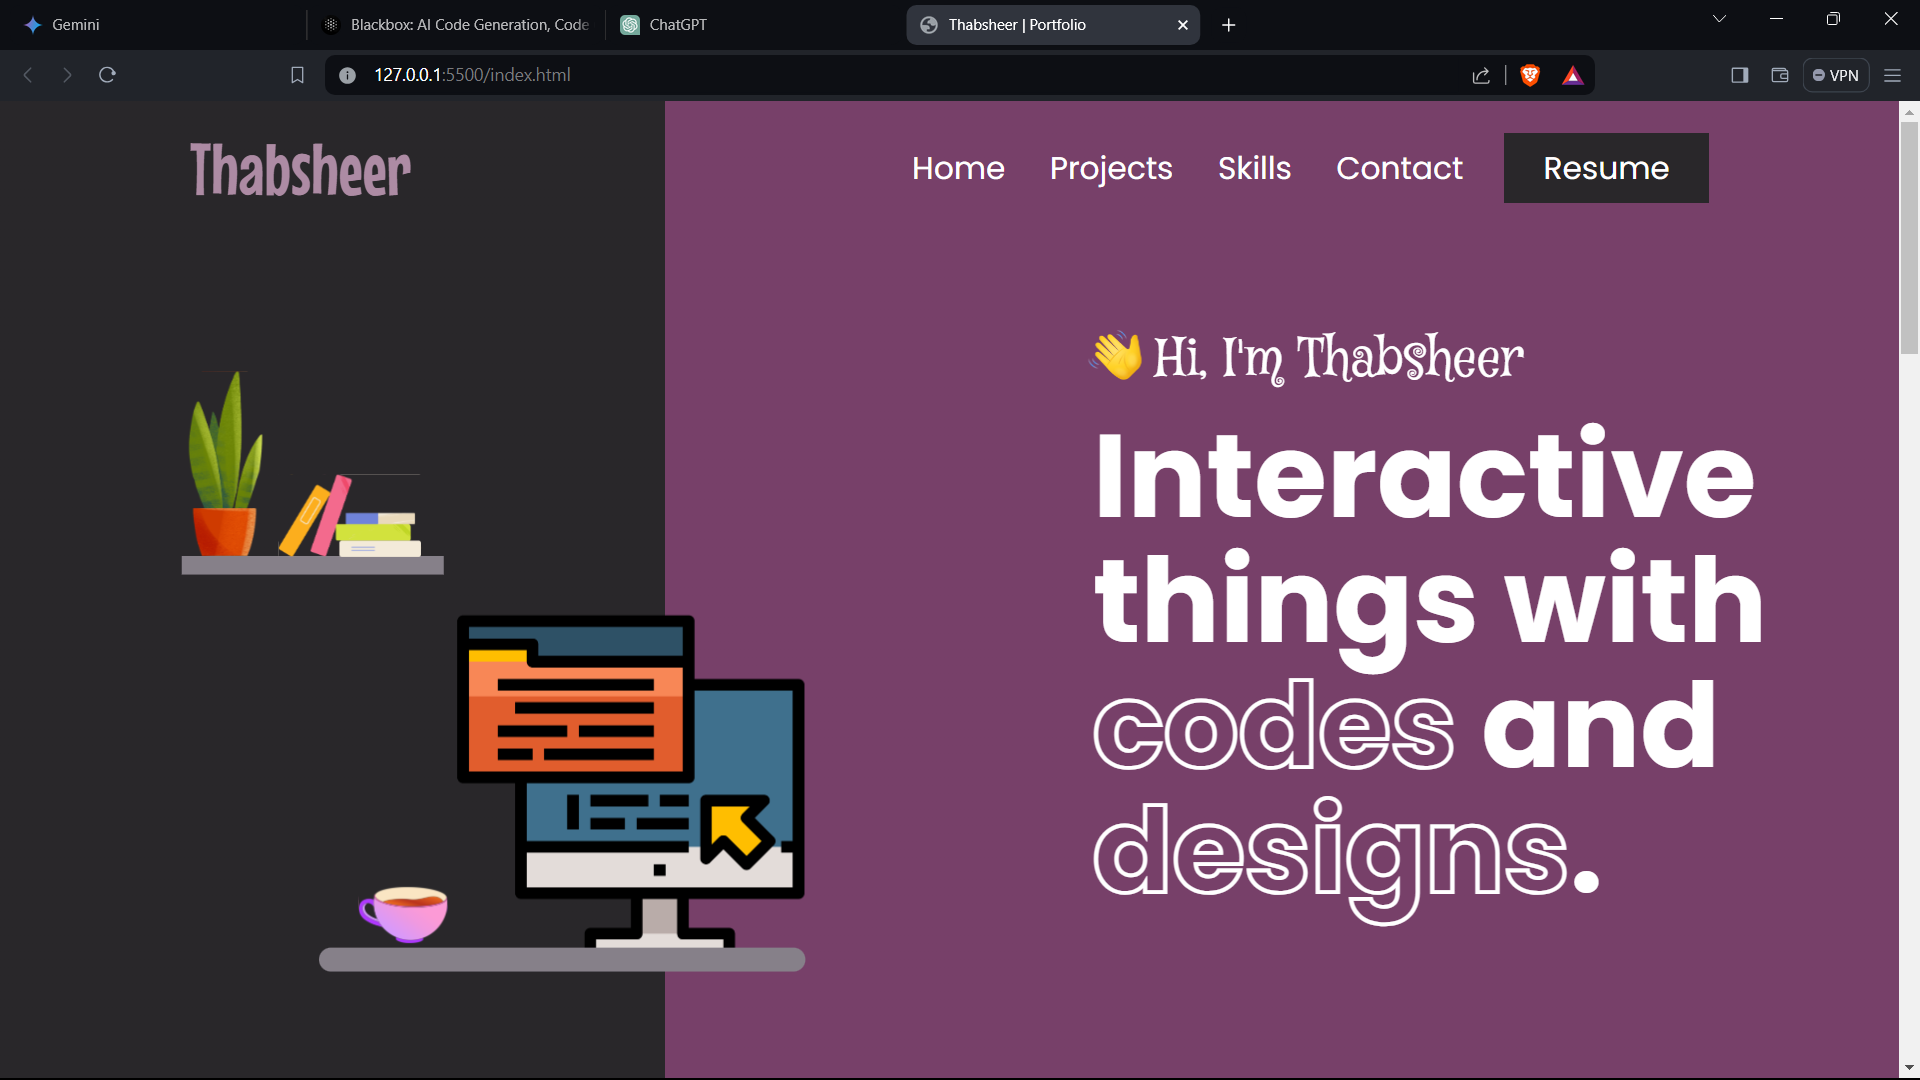 Gemini
Blackbox: AI Code Generation, Code
ChatGPT
Thabsheer | Portfolio
127.0.0.1:5500/index.html
VPN
Thabsheer
Home Projects Skills Contact Resume
👋 Hi, I'm Thabsheer
Interactive
things with
codes and
designs.